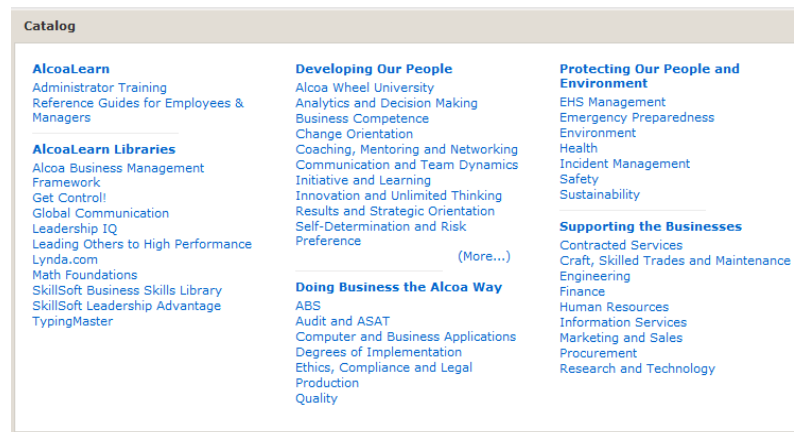 Catalog
AlcoaLearn
Administrator Training
Reference Guides for Employees &
Managers
AlcoaLearn Libraries
Alcoa Business Management
Framework
Get Control!
Global Communication
Leadership IQ
Leading Others to High Performance
Lynda.com
Math Foundations
SkillSoft Business Skills Library
SkillSoft Leadership Advantage
TypingMaster
Developing Our People
Alcoa Wheel University
Analytics and Decision Making
Business Competence
Change Orientation
Coaching, Mentoring and Networking
Communication and Team Dynamics
Initiative and Learning
Innovation and Unlimited Thinking
Results and Strategic Orientation
Self-Determination and Risk
Preference
(More...)
Doing Business the Alcoa Way
ABS
Audit and ASAT
Computer and Business Applications
Degrees of Implementation
Ethics, Compliance and Legal
Production
Quality
Protecting Our People and
Environment
EHS Management
Emergency Preparedness
Environment
Health
Incident Management
Safety
Sustainability
Supporting the Businesses
Contracted Services
Craft, Skilled Trades and Maintenance
Engineering
Finance
Human Resources
Information Services
Marketing and Sales
Procurement
Research and Technology